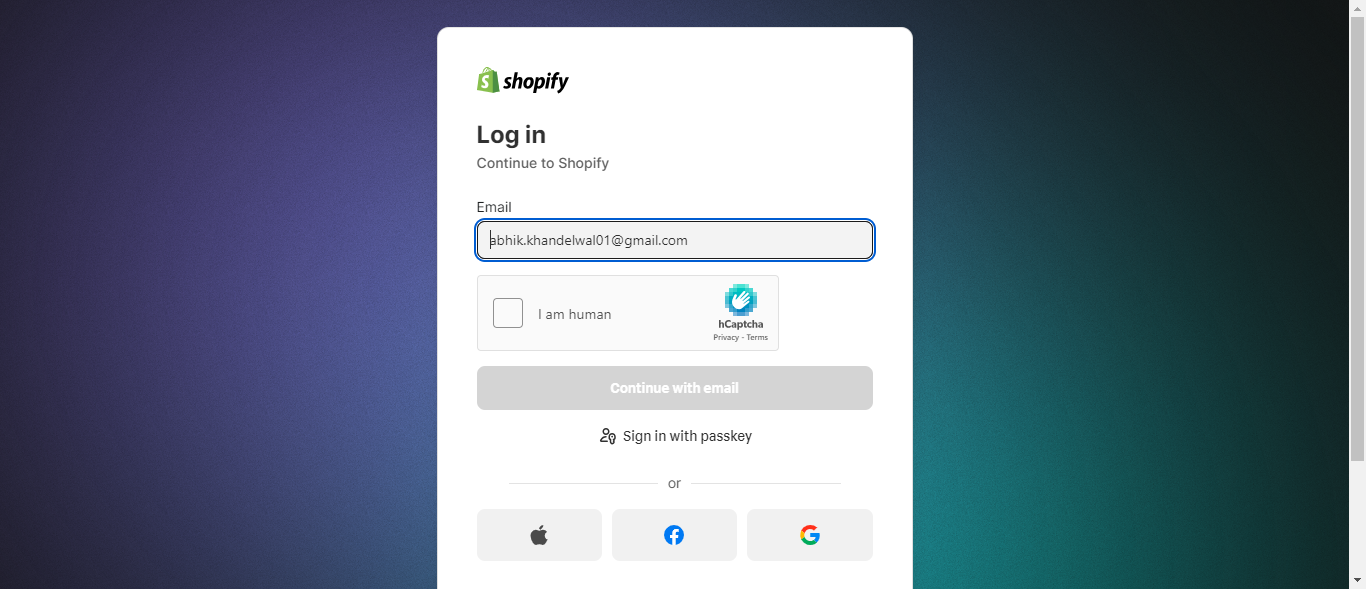 shopify
Log in
Continue to Shopify
Email
abhik.khandelwal01@gmail.com
I am human
hCaptcha
Privacy - Terms
Continue with email
Sign in with passkey
or